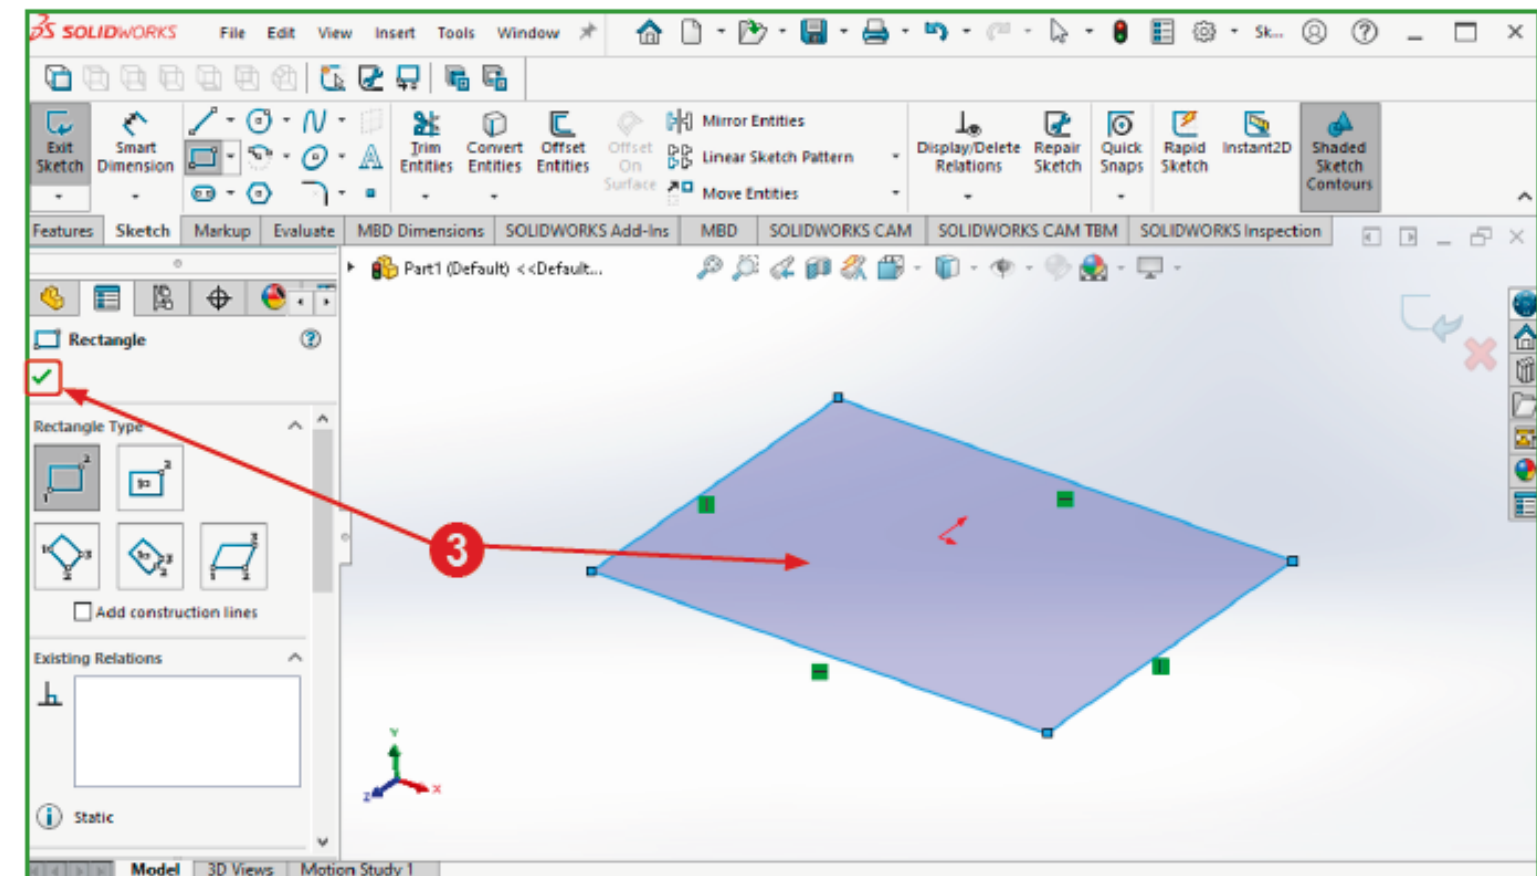 SOLIDWORKS File Edit View Insert Tools Window Sk...
Exit Sketch
Smart Dimension
Trim Entities
Convert Entities
Offset Entities
Offset On Surface
Mirror Entities
Linear Sketch Pattern
Move Entities
Display/Delete Relations
Repair Sketch
Quick Snaps
Rapid Sketch
Instant2D
Shaded Sketch Contours
Features Sketch Markup Evaluate MBD Dimensions SOLIDWORKS Add-Ins MBD SOLIDWORKS CAM SOLIDWORKS CAM TBM SOLIDWORKS Inspection
Part1 (Default) <<Default...
Rectangle
Rectangle Type
3
Add construction lines
Existing Relations
Static
Y
X
Z
Model 3D Views Motion Study 1